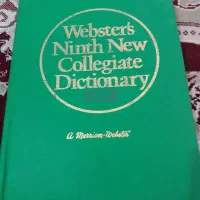 Webster's
Ninth New
Collegiate
Dictionary
A Merriam-Webster®